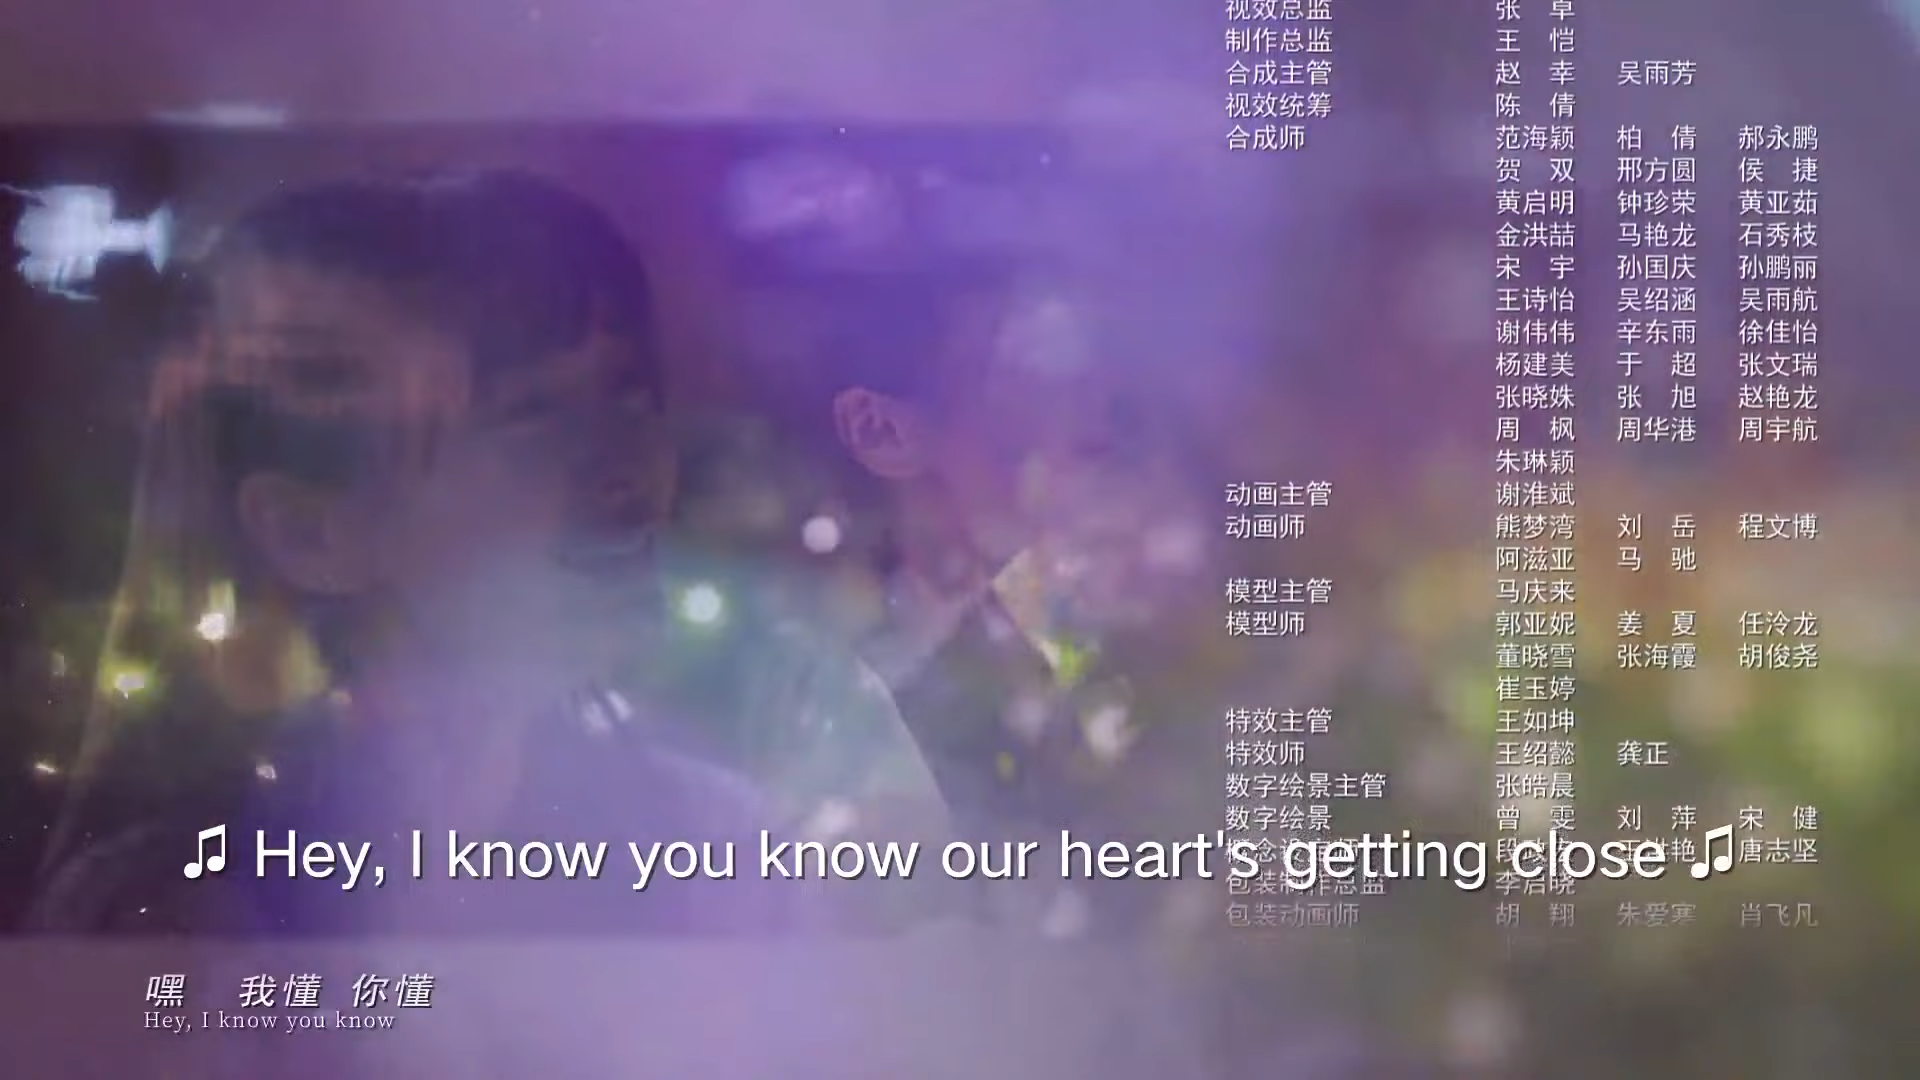 视效总监 张 卓
制作总监 王 恺
合成主管 赵 幸 吴雨芳
视效统筹 陈 倩
合成师 范海颖 柏 倩 郝永鹏
贺 双 邢方圆 侯 捷
黄启明 钟珍荣 黄亚茹
金洪喆 马艳龙 石秀枝
宋 宇 孙国庆 孙鹏丽
王诗怡 吴绍涵 吴雨航
谢伟伟 辛东雨 徐佳怡
杨建美 于 超 张文瑞
张晓姝 张 旭 赵艳龙
周 枫 周华港 周宇航
朱琳颖
动画主管 谢淮斌
动画师 熊梦湾 刘 岳 程文博
阿滋亚 马 驰
模型主管 马庆来
模型师 郭亚妮 姜 夏 任泠龙
董晓雪 张海霞 胡俊尧
崔玉婷
特效主管 王如坤
特效师 王绍懿 龚正
数字绘景主管 张皓晨
数字绘景 曾 雯 刘 萍 宋 健
唐志坚
♫ Hey, I know you know our heart's getting close ♫
包装制作总监 李启晓
包装动画师 胡 翔 朱爱寒 肖飞凡
嘿 我懂 你懂
Hey, I know you know